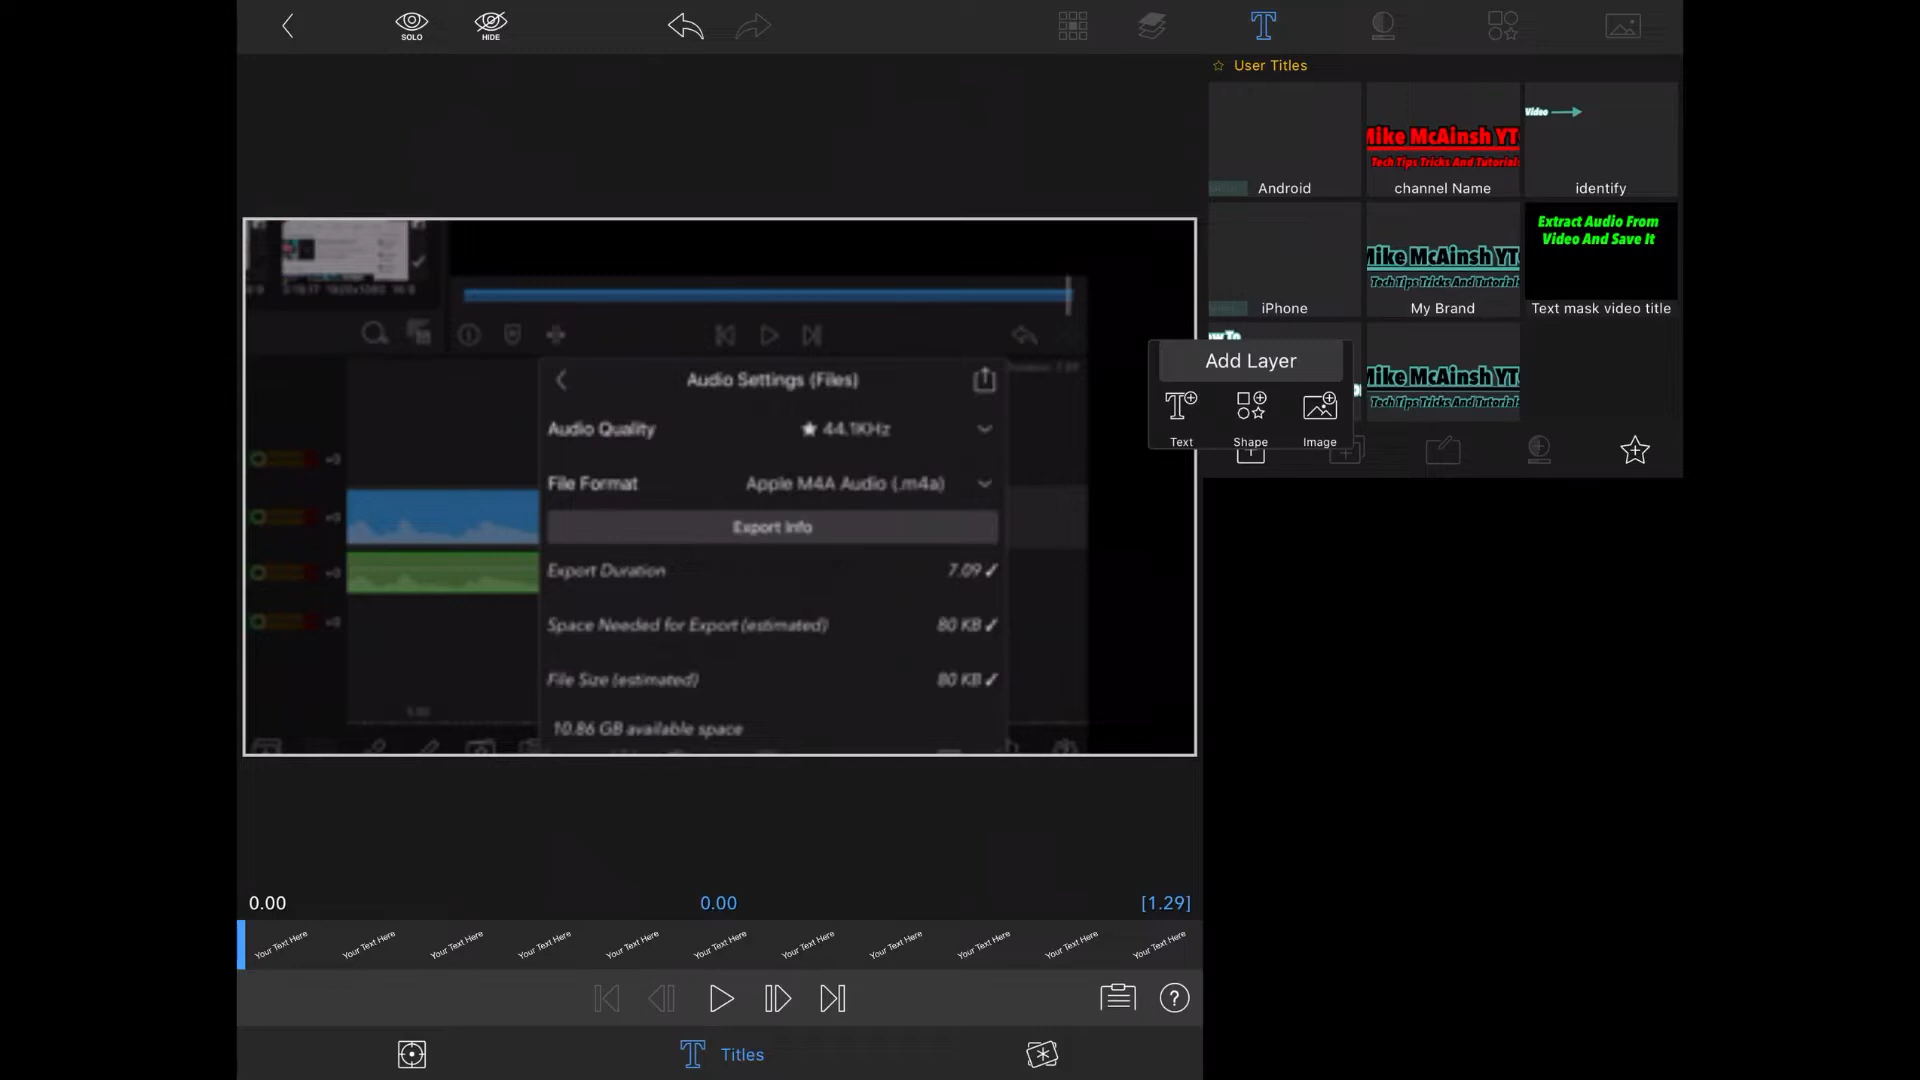 SOLO
HIDE
User Titles
Mike McAinsh YT
Tech Tips Tricks And Tutorial
Video
Android
channel Name
identify
Mike McAinsh YT
Tech Tips Tricks And Tutorial
Extract Audio From
Video And Save It
iPhone
My Brand
Text mask video title
Mike McAinsh YT
Tech Tips Tricks And Tutorial
Add Layer
Text
Shape
Image
Audio Settings (Files)
Audio Quality
44.1KHz
File Format
Apple M4A Audio (.m4a)
Export Info
Export Duration
7.09
Space Needed for Export (estimated)
80 KB
File Size (estimated)
80 KB
10.86 GB available space
0.00
0.00
[1.29]
Your Text Here
Your Text Here
Your Text Here
Your Text Here
Your Text Here
Your Text Here
Your Text Here
Your Text Here
Your Text Here
Your Text Here
Your Text Here
?
Titles